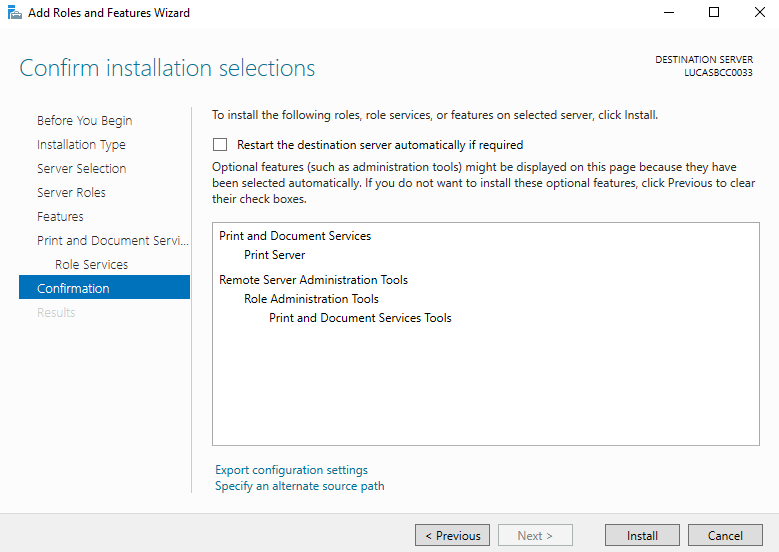 Add Roles and Features Wizard
Confirm installation selections
DESTINATION SERVER
LUCASBCC0033
Before You Begin
Installation Type
Server Selection
Server Roles
Features
Print and Document Servi...
Role Services
Confirmation
Results
To install the following roles, role services, or features on selected server, click Install.
Restart the destination server automatically if required
Optional features (such as administration tools) might be displayed on this page because they have
been selected automatically. If you do not want to install these optional features, click Previous to clear
their check boxes.
Print and Document Services
Print Server
Remote Server Administration Tools
Role Administration Tools
Print and Document Services Tools
Export configuration settings
Specify an alternate source path
< Previous
Next >
Install
Cancel